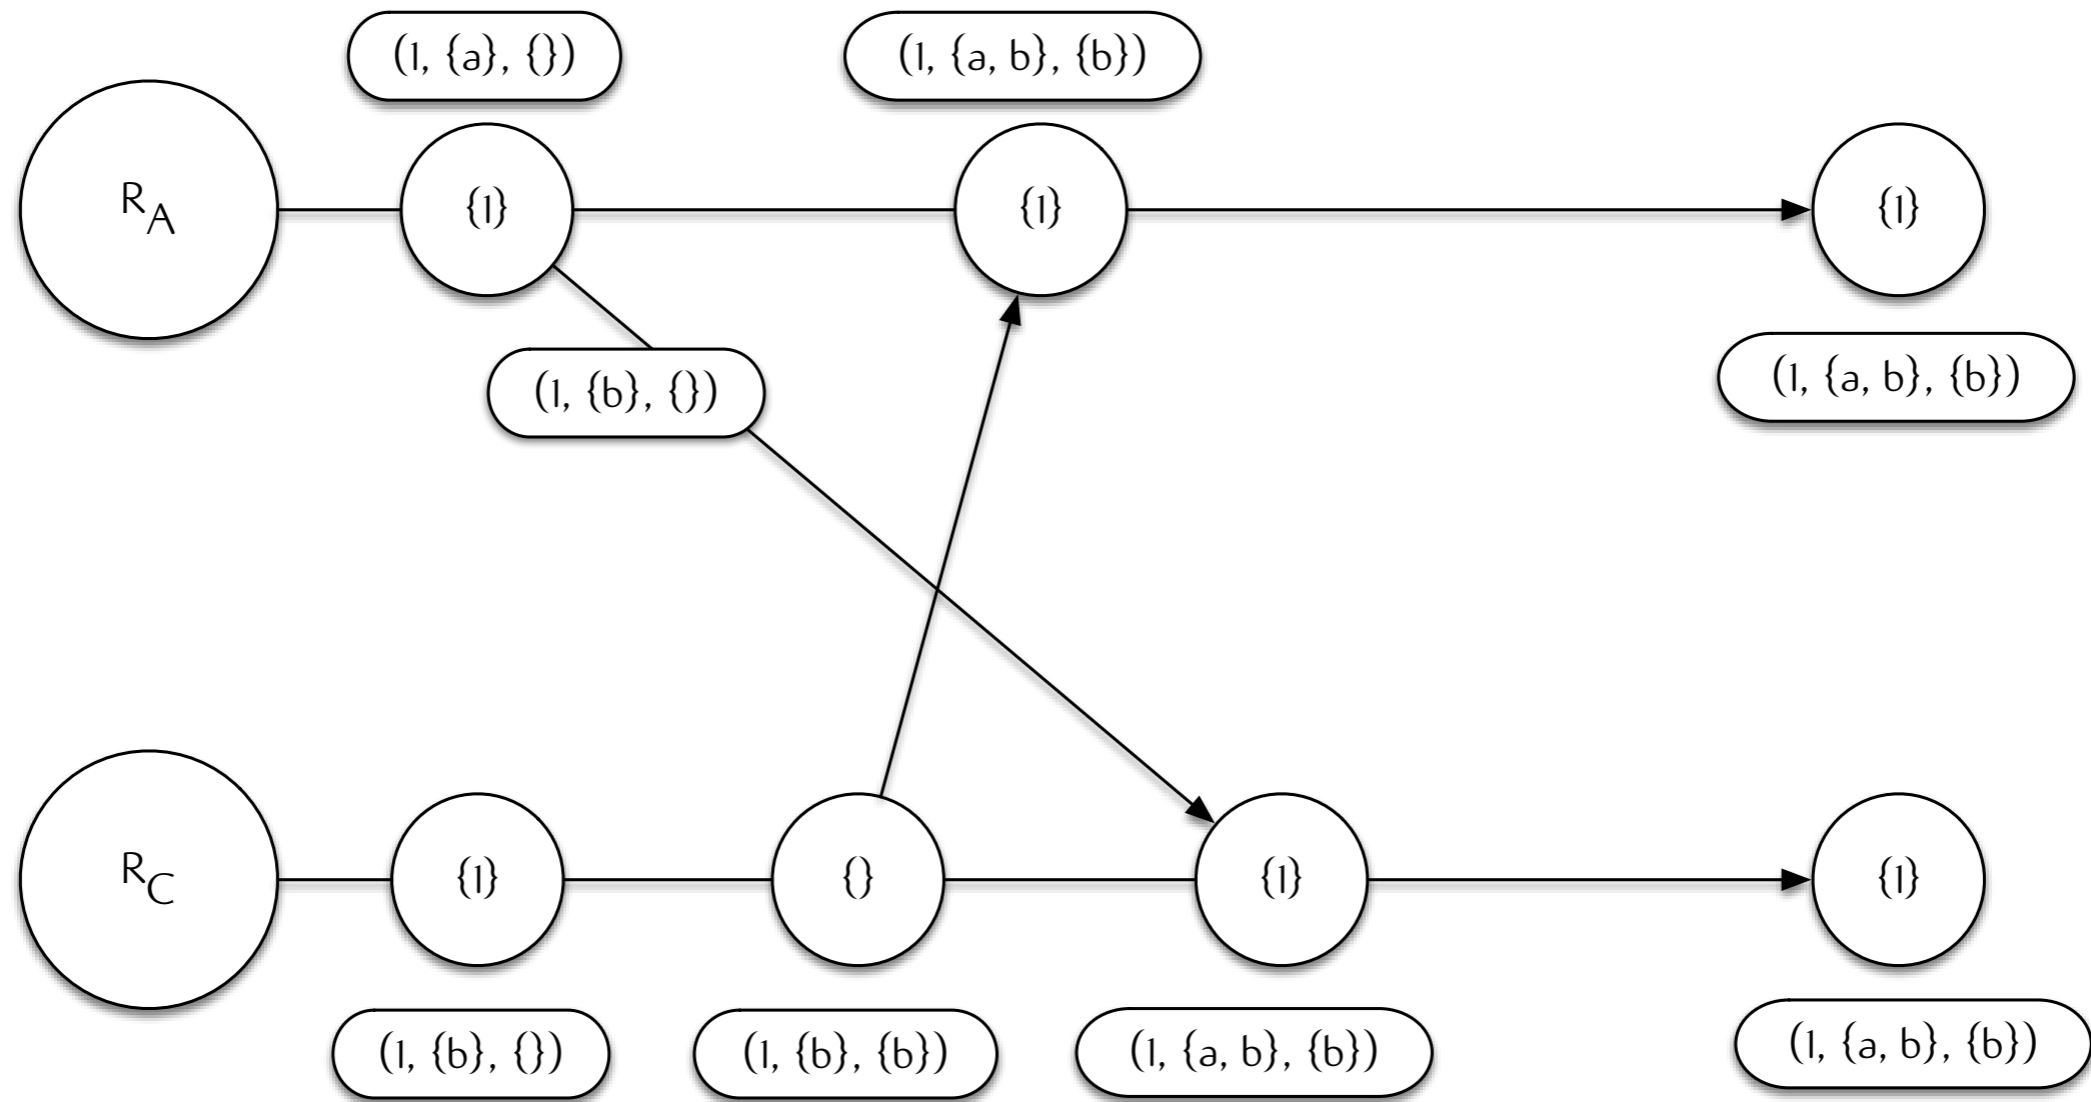 (1, {a}, {})
(1, {a, b}, {b})
R_A
{1}
{1}
{1}
(1, {b}, {})
(1, {a, b}, {b})
R_C
{1}
{}
{1}
{1}
(1, {b}, {})
(1, {b}, {b})
(1, {a, b}, {b})
(1, {a, b}, {b})